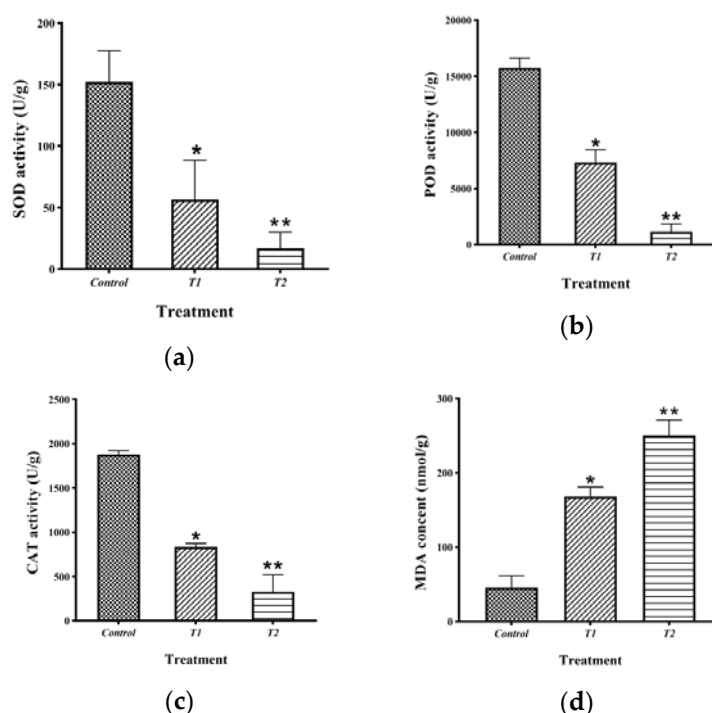 SOD activity (U/g)
200
150
100
50
0
*
**
Control T1 T2
Treatment
(a)
POD activity (U/g)
20000
15000
10000
5000
0
*
**
Control T1 T2
Treatment
(b)
CAT activity (U/g)
2500
2000
1500
1000
500
0
*
**
Control T1 T2
Treatment
(c)
MDA concent (nmol/g)
300
200
100
0
*
**
Control T1 T2
Treatment
(d)